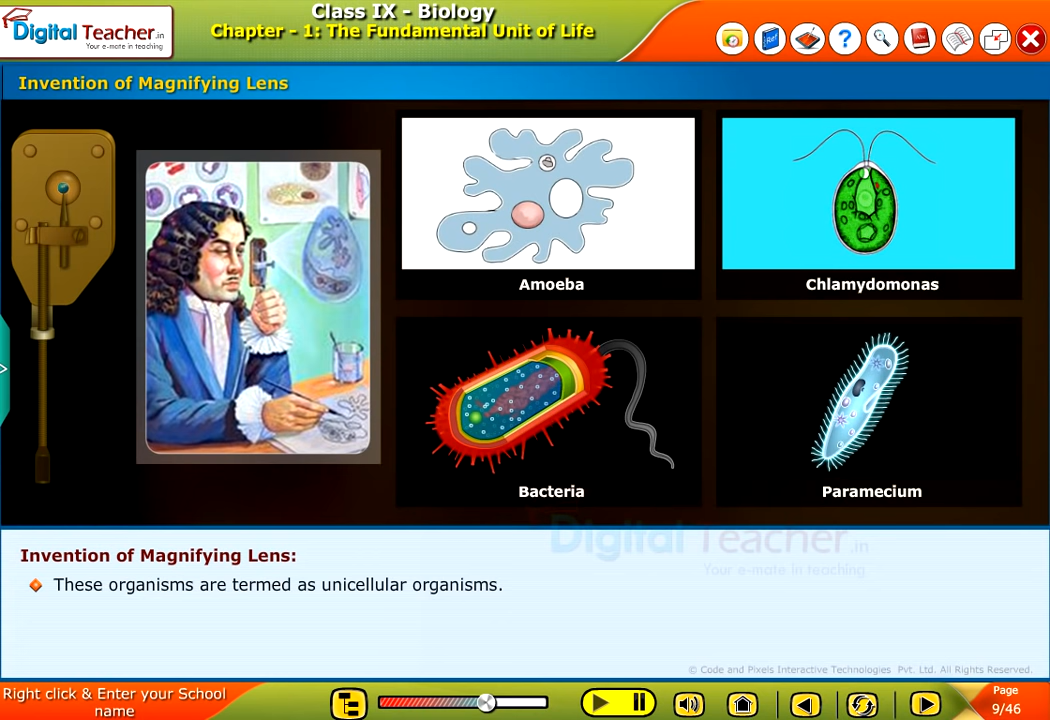 Digital Teacher.in
Your e-mate in teaching
Class IX - Biology
Chapter - 1: The Fundamental Unit of Life
Ref
?
Invention of Magnifying Lens
Amoeba
Chlamydomonas
Bacteria
Paramecium
Digital Teacher.in
Your e-mate in teaching
Invention of Magnifying Lens:
These organisms are termed as unicellular organisms.
© Code and Pixels Interactive Technologies Pvt. Ltd. All Rights Reserved.
Right click & Enter your School
name
Page
9/46